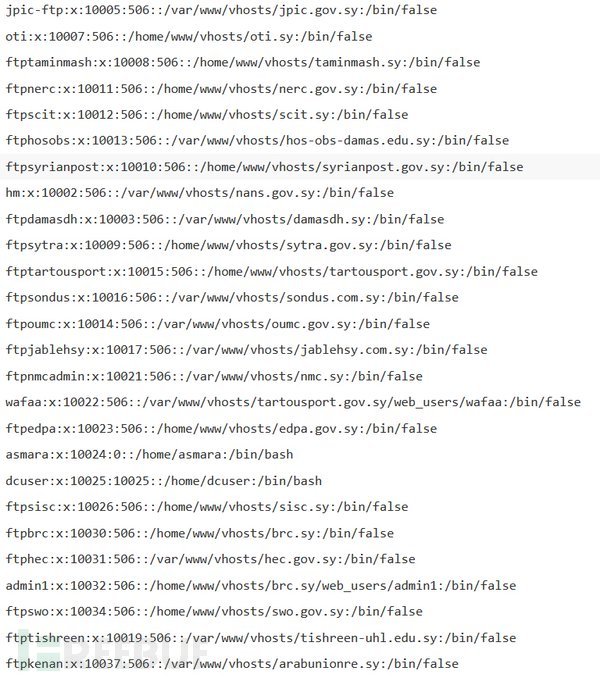 jpic-ftp:x:10005:506::/var/www/vhosts/jpic.gov.sy:/bin/false
oti:x:10007:506::/home/www/vhosts/oti.sy:/bin/false
ftptaminmash:x:10008:506::/home/www/vhosts/taminmash.sy:/bin/false
ftpnerc:x:10011:506::/home/www/vhosts/nerc.gov.sy:/bin/false
ftpscit:x:10012:506::/home/www/vhosts/scit.sy:/bin/false
ftphosobs:x:10013:506::/var/www/vhosts/hos-obs-damas.edu.sy:/bin/false
ftpsyrianpost:x:10010:506::/home/www/vhosts/syrianpost.gov.sy:/bin/false
hm:x:10002:506::/var/www/vhosts/nans.gov.sy:/bin/false
ftpdamasdh:x:10003:506::/var/www/vhosts/damasdh.sy:/bin/false
ftpsytra:x:10009:506::/home/www/vhosts/sytra.gov.sy:/bin/false
ftptartousport:x:10015:506::/home/www/vhosts/tartousport.gov.sy:/bin/false
ftpsondus:x:10016:506::/var/www/vhosts/sondus.com.sy:/bin/false
ftpoumc:x:10014:506::/var/www/vhosts/oumc.gov.sy:/bin/false
ftpjablehsy:x:10017:506::/var/www/vhosts/jablehsy.com.sy:/bin/false
ftpnmcadmin:x:10021:506::/var/www/vhosts/nmc.sy:/bin/false
wafaa:x:10022:506::/var/www/vhosts/tartousport.gov.sy/web_users/wafaa:/bin/false
ftpedpa:x:10023:506::/var/www/vhosts/edpa.gov.sy:/bin/false
asmara:x:10024:0::/home/asmara:/bin/bash
dcuser:x:10025:10025::/home/dcuser:/bin/bash
ftpsisc:x:10026:506::/home/www/vhosts/sisc.sy:/bin/false
ftpbrc:x:10030:506::/home/www/vhosts/brc.sy:/bin/false
ftphec:x:10031:506::/var/www/vhosts/hec.gov.sy:/bin/false
admin1:x:10032:506::/home/www/vhosts/brc.sy/web_users/admin1:/bin/false
ftpswo:x:10034:506::/home/www/vhosts/swo.gov.sy:/bin/false
ftptishreen:x:10019:506::/var/www/vhosts/tishreen-uhl.edu.sy:/bin/false
ftpkenan:x:10037:506::/var/www/vhosts/arabunionre.sy:/bin/false